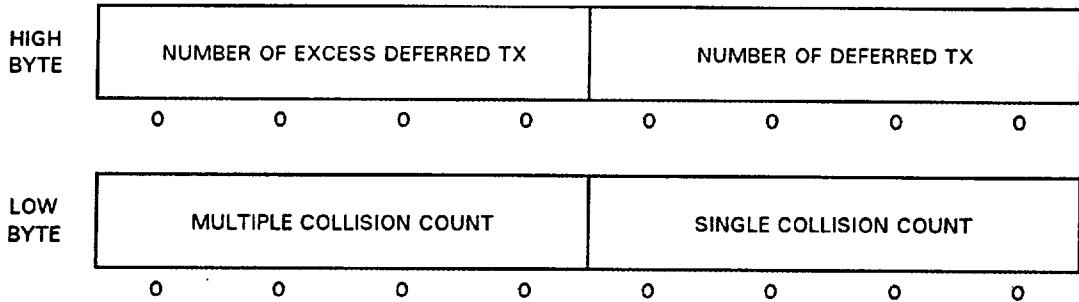 HIGH BYTE
NUMBER OF EXCESS DEFERRED TX NUMBER OF DEFERRED TX
0 0 0 0 0 0 0 0
LOW BYTE
MULTIPLE COLLISION COUNT SINGLE COLLISION COUNT
0 0 0 0 0 0 0 0